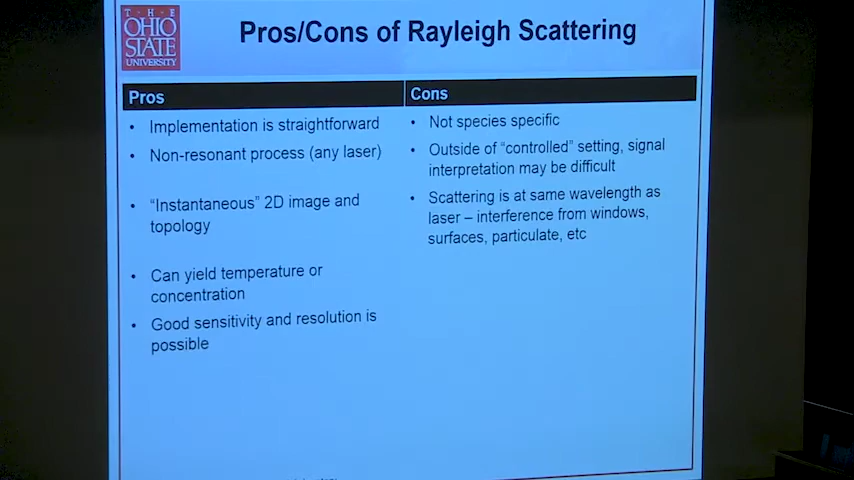 THE
OHIO
STATE
UNIVERSITY
Pros/Cons of Rayleigh Scattering
Pros
• Implementation is straightforward
• Non-resonant process (any laser)
• “Instantaneous” 2D image and
topology
• Can yield temperature or
concentration
• Good sensitivity and resolution is
possible
Cons
• Not species specific
• Outside of “controlled” setting, signal
interpretation may be difficult
• Scattering is at same wavelength as
laser – interference from windows,
surfaces, particulate, etc